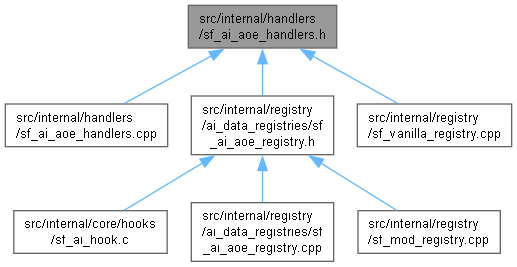 src/internal/handlers
/sf_ai_aoe_handlers.h
src/internal/handlers
/sf_ai_aoe_handlers.cpp
src/internal/registry
/ai_data_registries/sf
_ai_aoe_registry.h
src/internal/registry
/sf_vanilla_registry.cpp
src/internal/core/hooks
/sf_ai_hook.c
src/internal/registry
/ai_data_registries/sf
_ai_aoe_registry.cpp
src/internal/registry
/sf_mod_registry.cpp